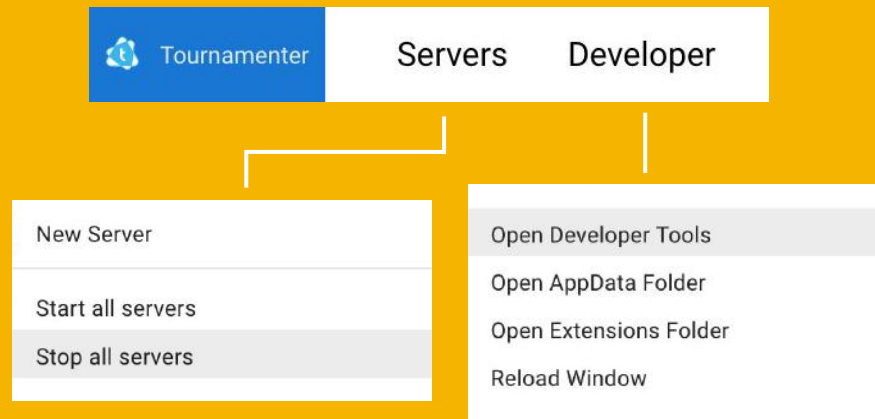 t Tournamenter Servers Developer
New Server
Start all servers
Stop all servers
Open Developer Tools
Open AppData Folder
Open Extensions Folder
Reload Window